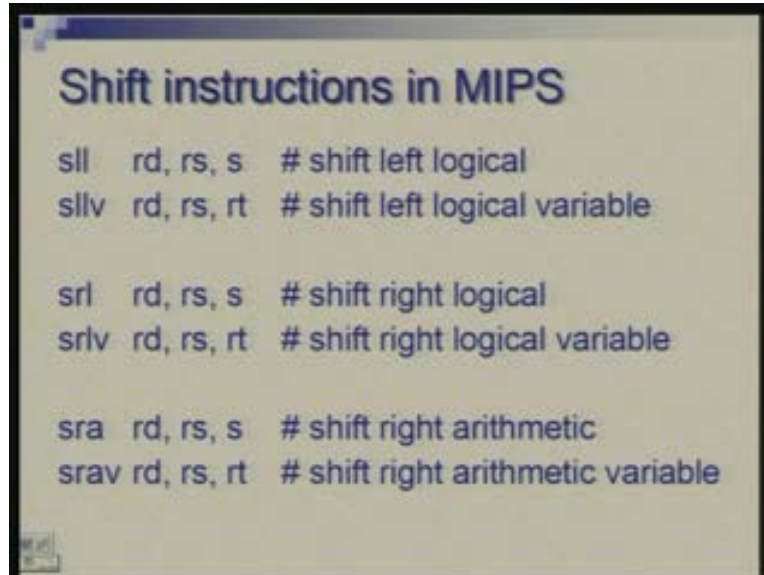 Shift instructions in MIPS
sll rd, rs, s # shift left logical
sllv rd, rs, rt # shift left logical variable
srl rd, rs, s # shift right logical
srlv rd, rs, rt # shift right logical variable
sra rd, rs, s # shift right arithmetic
srav rd, rs, rt # shift right arithmetic variable